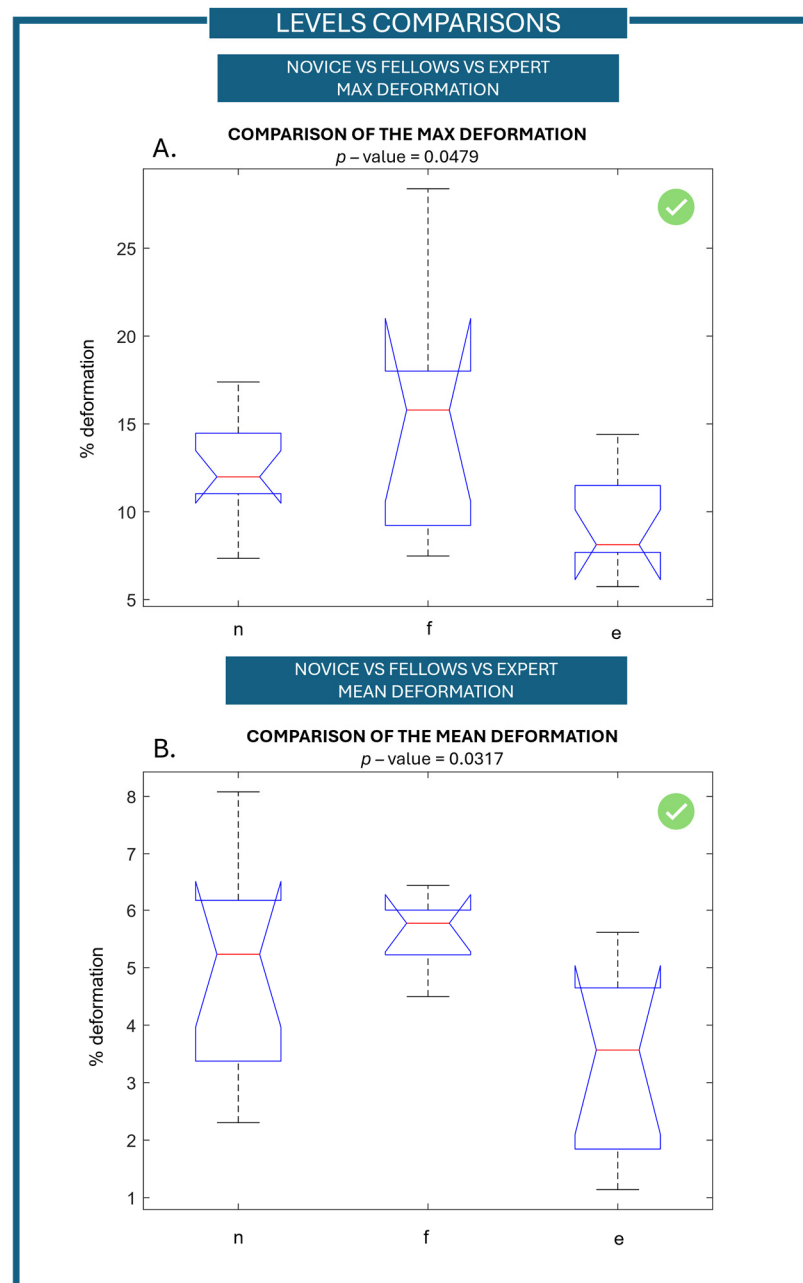 LEVELS COMPARISONS
NOVICE VS FELLOWS VS EXPERT
MAX DEFORMATION
A.
COMPARISON OF THE MAX DEFORMATION
p – value = 0.0479
25
20
15
10
5
% deformation
n f e
NOVICE VS FELLOWS VS EXPERT
MEAN DEFORMATION
B.
COMPARISON OF THE MEAN DEFORMATION
p – value = 0.0317
8
7
6
5
4
3
2
1
% deformation
n f e